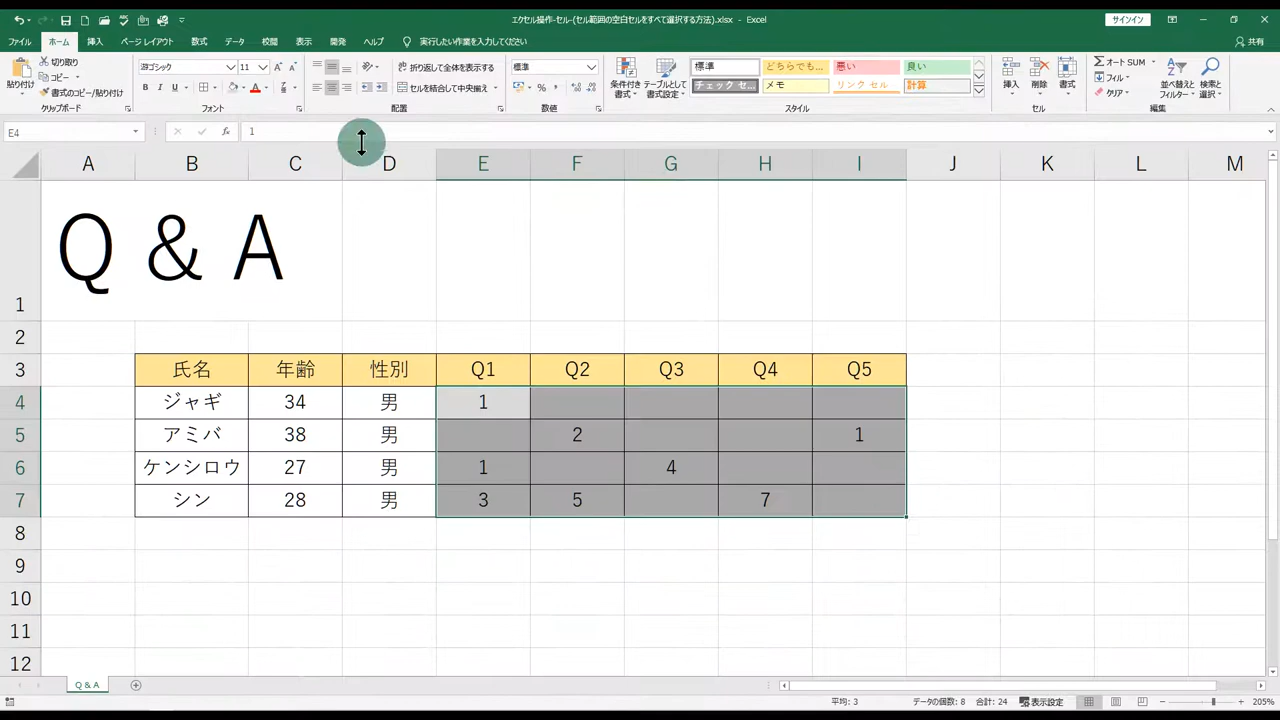 エクセル操作-セル-(セル範囲の空白セルをすべて選択する方法).xlsx - Excel
サインイン
ファイル ホーム 挿入 ページ レイアウト 数式 データ 校閲 表示 開発 ヘルプ 実行したい作業を入力してください 共有
貼り付け 切り取り コピー 書式のコピー/貼り付け クリップボード
游ゴシック 11 B I U フォント
折り返して全体を表示する セルを結合して中央揃え 配置
標準 % 数値
条件付き書式 テーブルとして書式設定
標準 どちらでも... 悪い 良い
チェック セ... メモ リンク セル 計算
スタイル
挿入 削除 書式 セル
オート SUM フィル クリア 並べ替えとフィルター 検索と選択 編集
E4 fx 1
A B C D E F G H I J K L M
1 Q & A
2
3 氏名 年齢 性別 Q1 Q2 Q3 Q4 Q5
4 ジャギ 34 男 1
5 アミバ 38 男 2 1
6 ケンシロウ 27 男 1 4
7 シン 28 男 3 5 7
8
9
10
11
12
Q & A
平均: 3 データの個数: 8 合計: 24 表示設定 205%